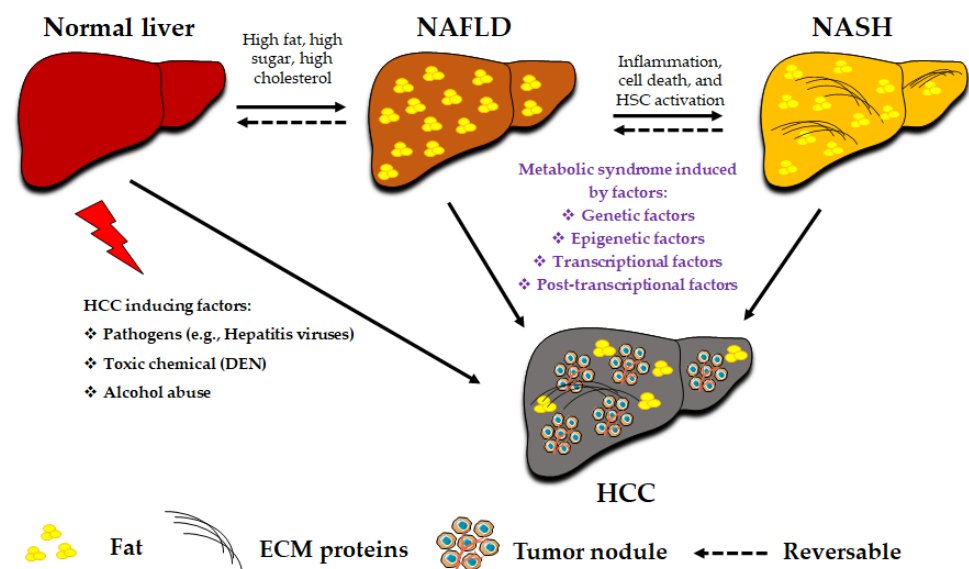 Normal liver
NAFLD
NASH
High fat, high
sugar, high
cholesterol
Inflammation,
cell death, and
HSC activation
Metabolic syndrome induced
by factors:
❖ Genetic factors
❖ Epigenetic factors
❖ Transcriptional factors
❖ Post-transcriptional factors
HCC inducing factors:
❖ Pathogens (e.g., Hepatitis viruses)
❖ Toxic chemical (DEN)
❖ Alcohol abuse
HCC
Fat
ECM proteins
Tumor nodule
Reversable